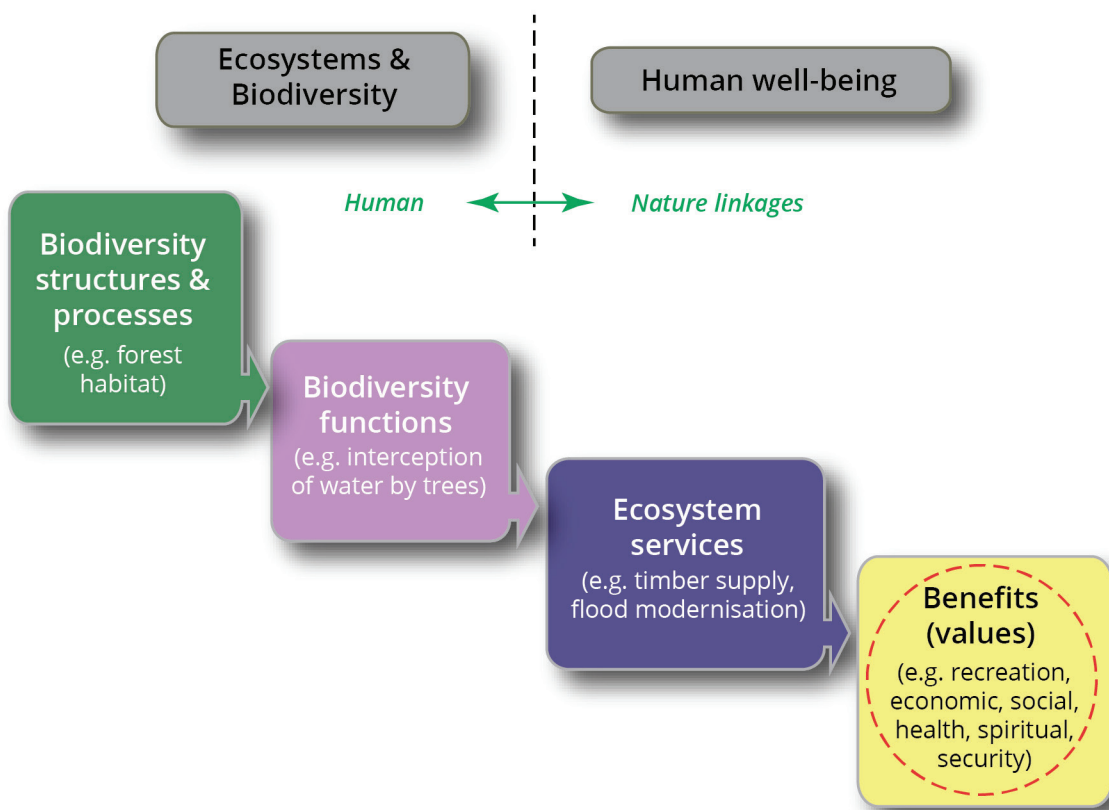 Ecosystems &
Biodiversity
Human well-being
Human
Nature linkages
Biodiversity
structures &
processes
(e.g. forest
habitat)
Biodiversity
functions
(e.g. interception
of water by trees)
Ecosystem
services
(e.g. timber supply,
flood modernisation)
Benefits
(values)
(e.g. recreation,
economic, social,
health, spiritual,
security)